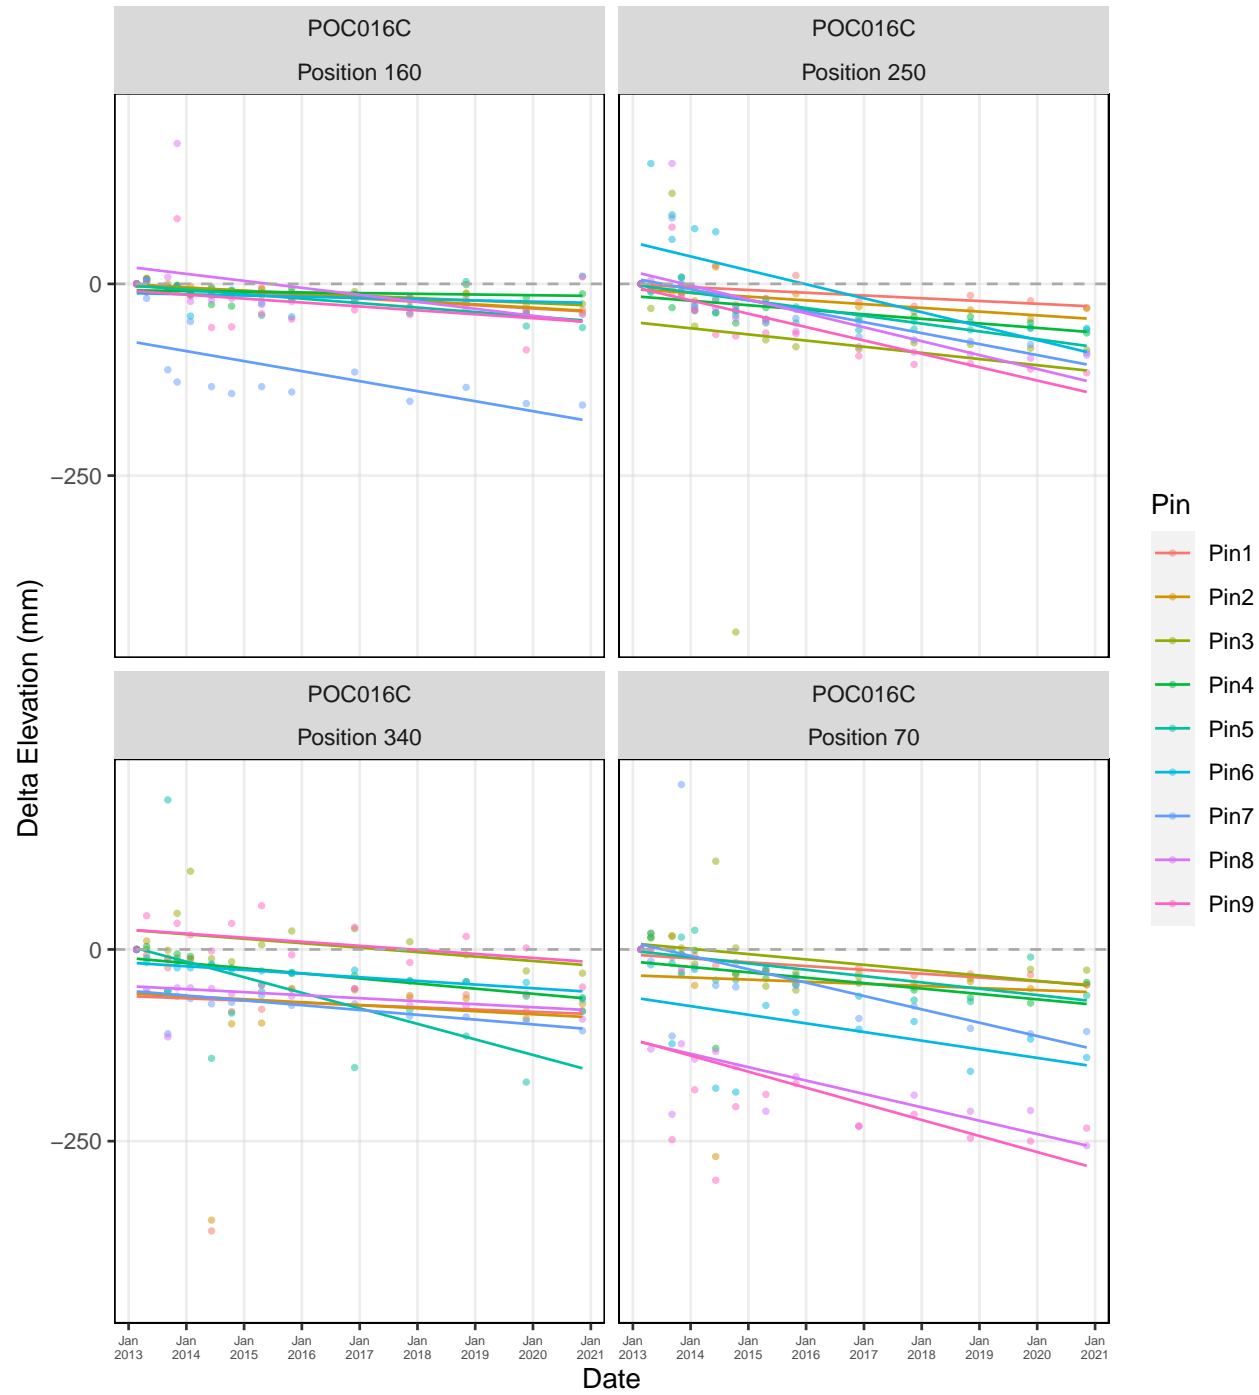 POC016C
Position 160
POC016C
Position 250
0
−250
POC016C
Position 340
POC016C
Position 70
0
−250
Jan Jan Jan Jan Jan Jan Jan Jan Jan
2013 2014 2015 2016 2017 2018 2019 2020 2021
Jan Jan Jan Jan Jan Jan Jan Jan Jan
2013 2014 2015 2016 2017 2018 2019 2020 2021
Date
Delta Elevation (mm)
Pin
Pin1
Pin2
Pin3
Pin4
Pin5
Pin6
Pin7
Pin8
Pin9